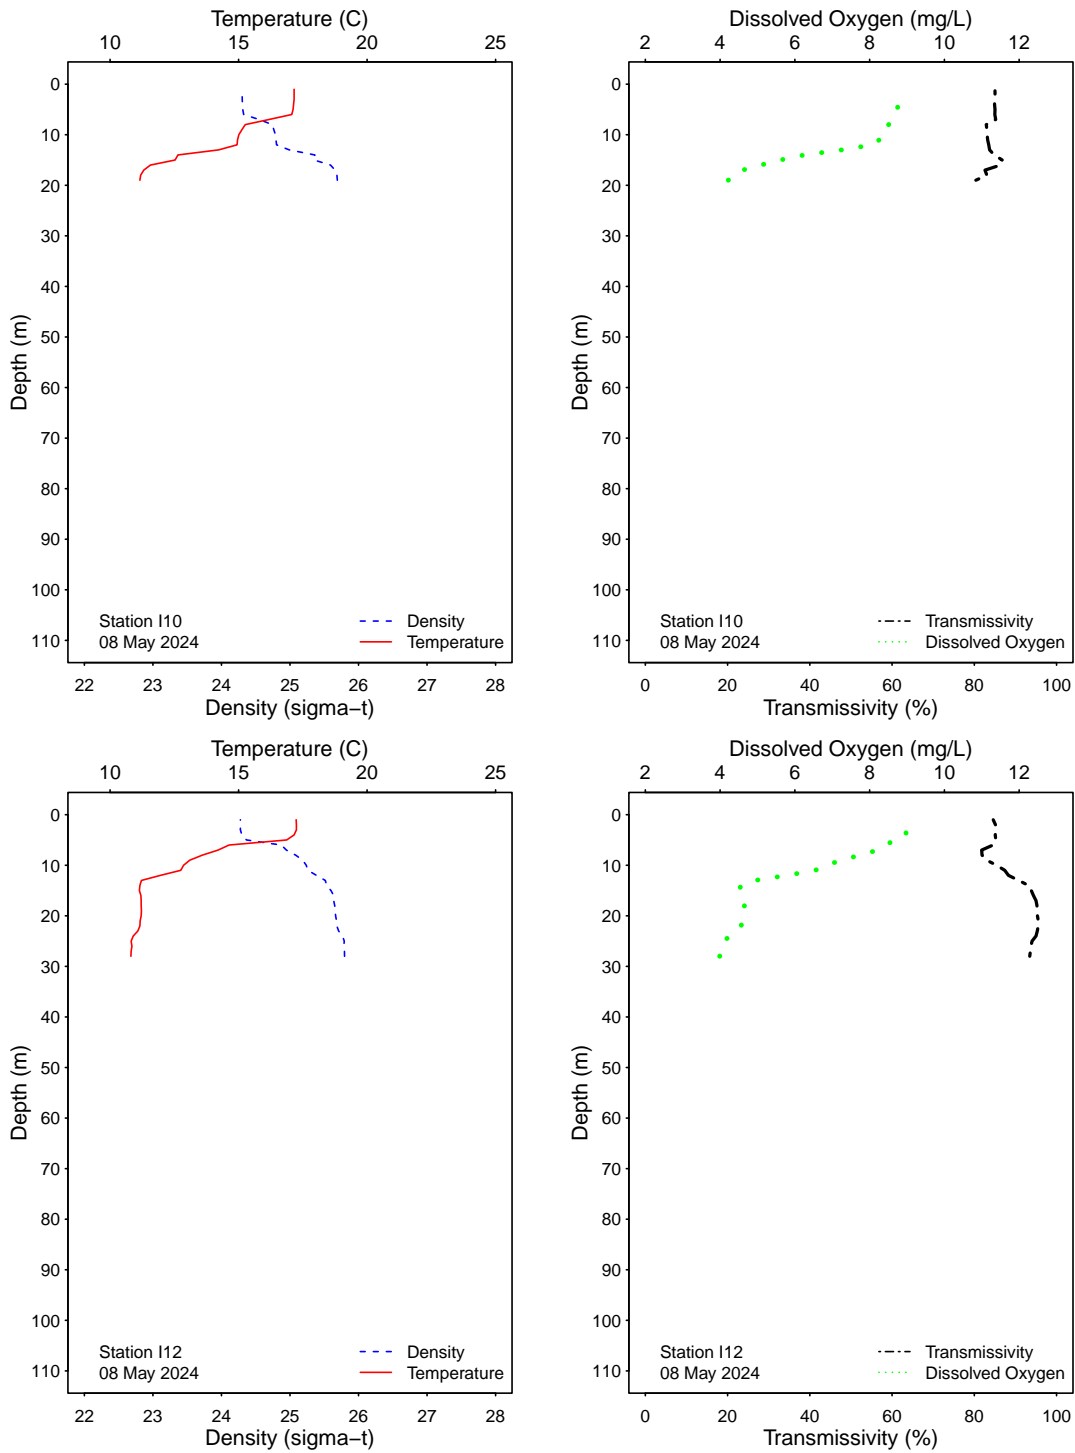 Temperature (C)
10 15 20 25
0
10
20
30
40
50
60
70
80
90
100
110
Depth (m)
Station I10
08 May 2024
Density
Temperature
22 23 24 25 26 27 28
Density (sigma−t)
Dissolved Oxygen (mg/L)
2 4 6 8 10 12
0
10
20
30
40
50
60
70
80
90
100
110
Depth (m)
Station I10
08 May 2024
Transmissivity
Dissolved Oxygen
0 20 40 60 80 100
Transmissivity (%)
Temperature (C)
10 15 20 25
0
10
20
30
40
50
60
70
80
90
100
110
Depth (m)
Station I12
08 May 2024
Density
Temperature
22 23 24 25 26 27 28
Density (sigma−t)
Dissolved Oxygen (mg/L)
2 4 6 8 10 12
0
10
20
30
40
50
60
70
80
90
100
110
Depth (m)
Station I12
08 May 2024
Transmissivity
Dissolved Oxygen
0 20 40 60 80 100
Transmissivity (%)